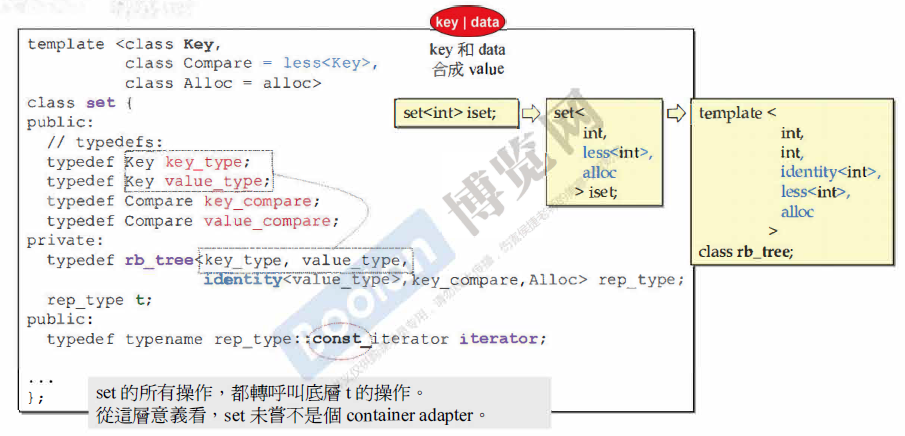 key | data
key 和 data
合成 value
template <class Key,
class Compare = less<Key>,
class Alloc = alloc>
class set {
public:
// typedefs:
typedef Key key_type;
typedef Key value_type;
typedef Compare key_compare;
typedef Compare value_compare;
private:
typedef rb_tree<key_type, value_type,
identity<value_type>,key_compare,Alloc> rep_type;
rep_type t;
public:
typedef typename rep_type::const_iterator iterator;
...
};
set<int> iset;
set<
int,
less<int>,
alloc
> iset;
template <
int,
int,
identity<int>,
less<int>,
alloc
>
class rb_tree;
set 的所有操作，都轉呼叫底層 t 的操作。
從這層意義看，set 未嘗不是個 container adapter。
Boolan 博览网